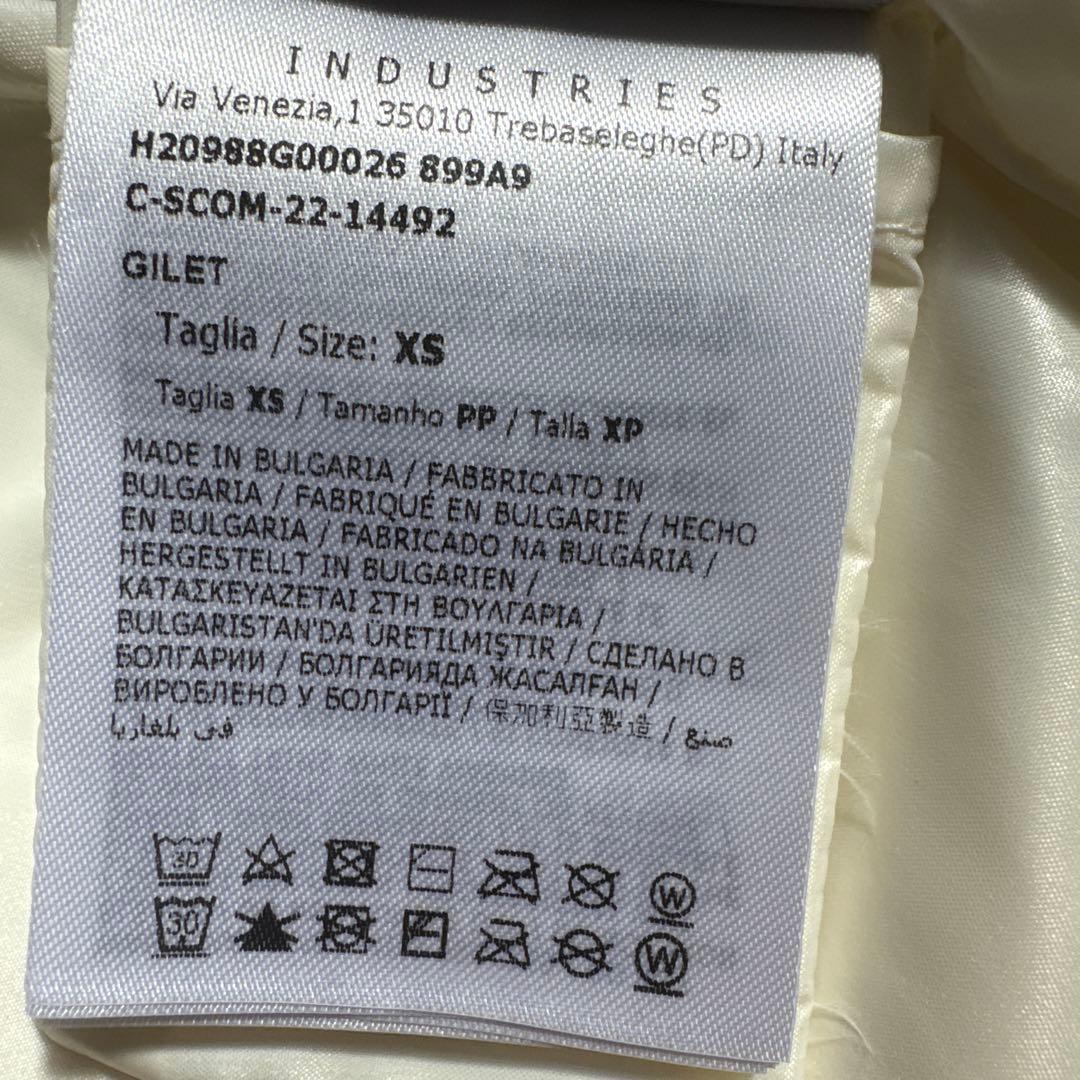 INDUSTRIES
Via Venezia,1 35010 Trebaseleghe(PD) Italy
H20988G00026 899A9
C-SCOM-22-14492
GILET
Taglia / Size: XS
Taglia XS / Tamanho PP / Talla XP
MADE IN BULGARIA / FABBRICATO IN
BULGARIA / FABRIQUÉ EN BULGARIE / HECHO
EN BULGARIA / FABRICADO NA BULGÁRIA /
HERGESTELLT IN BULGARIEN /
ΚΑΤΑΣΚΕΥΑΖΕΤΑΙ ΣΤΗ ΒΟΥΛΓΑΡΙΑ /
BULGARISTAN'DA ÜRETILMIŞTIR / СДЕЛАНО В
БОЛГАРИИ / БОЛГАРИЯДА ЖАСАЛҒАН /
ВИРОБЛЕНО У БОЛГАРІЇ / 保加利亞製造 / صنع
في بلغاريا
30 W
30 W